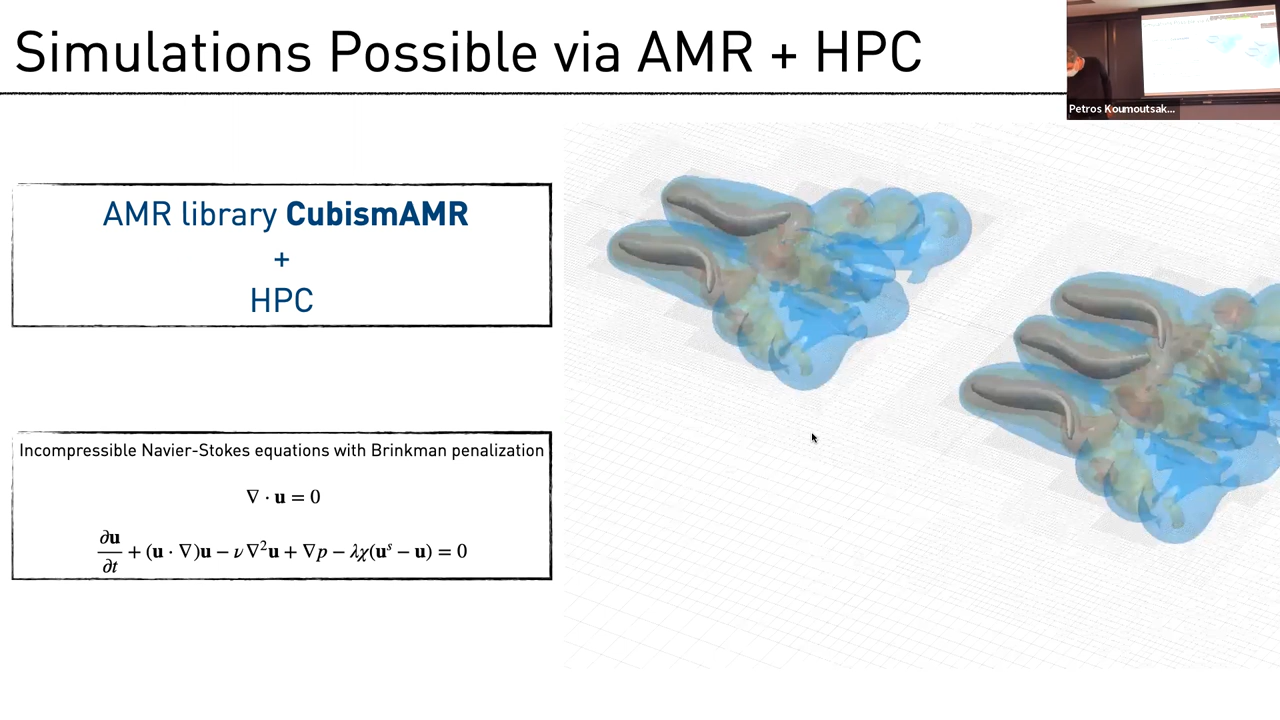 Simulations Possible via AMR + HPC
Petros Koumoutsak...
AMR library CubismAMR
+
HPC
Incompressible Navier-Stokes equations with Brinkman penalization
∇ · u = 0
∂u/∂t + (u · ∇)u − ν∇²u + ∇p − λχ(uˢ − u) = 0